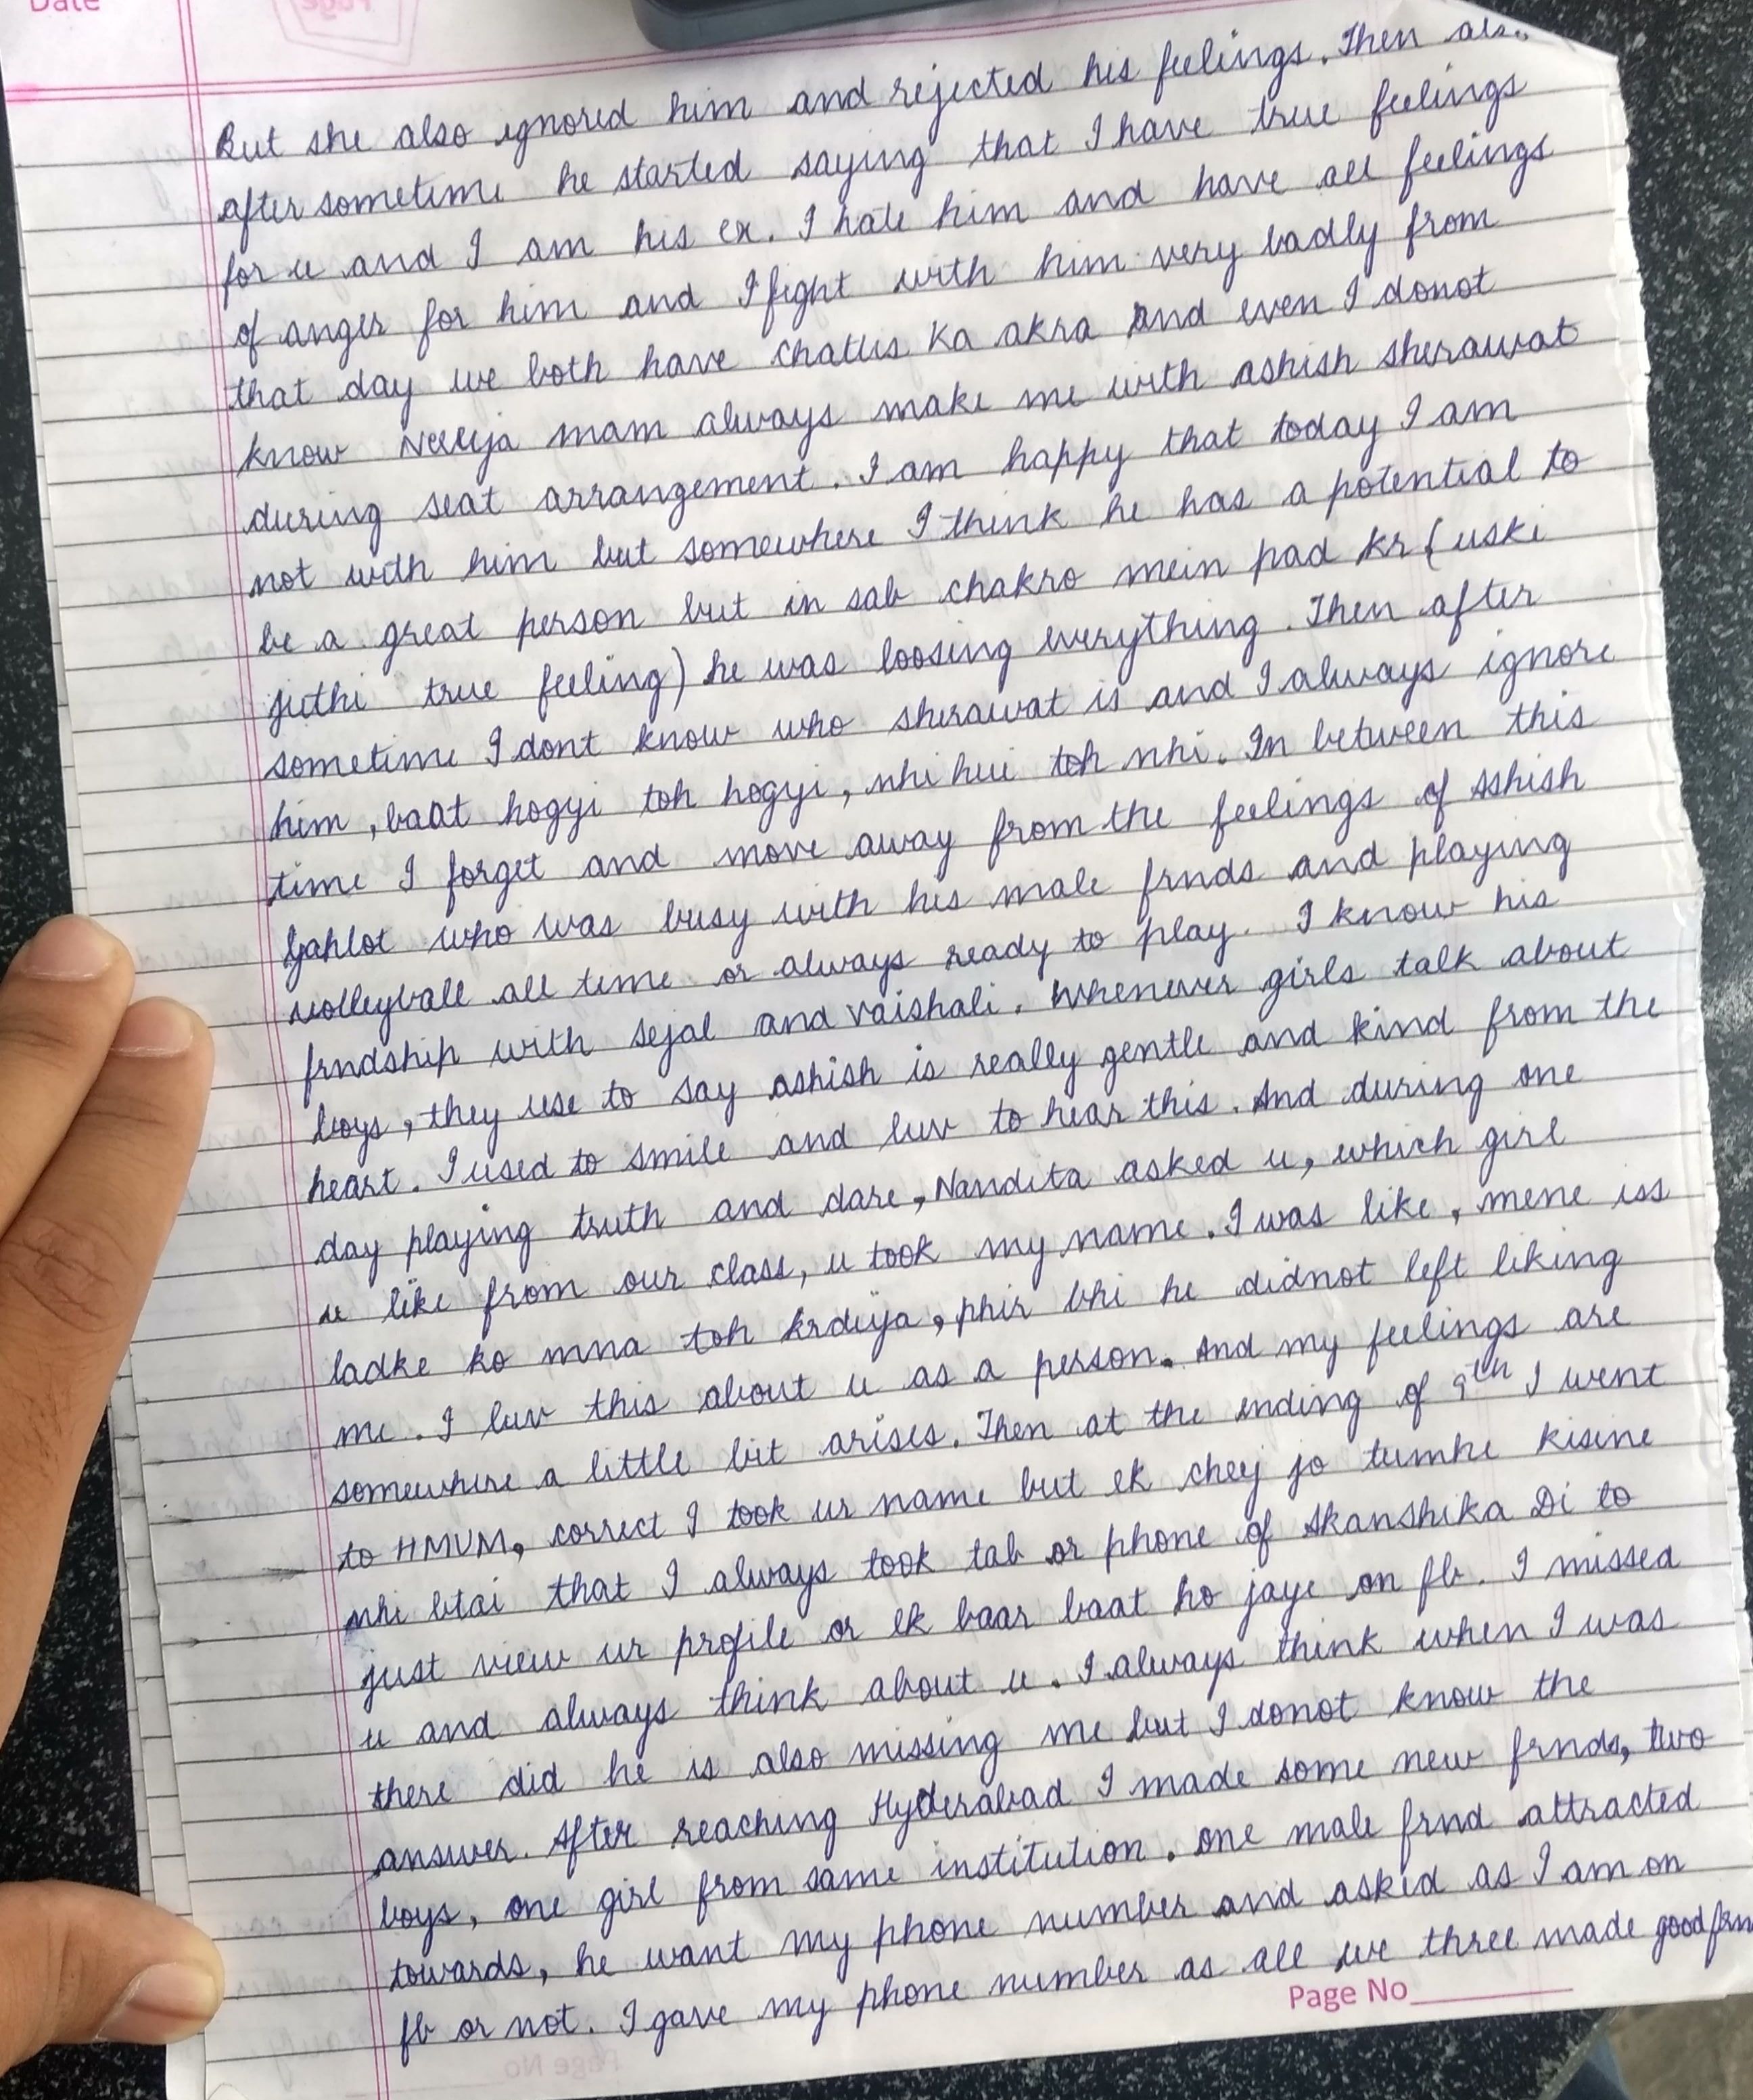 Date
But she also ignored him and rejected his feelings. Then
after sometime he started saying that I have true feelings
for u and I am his ex. I hate him and have all feelings
of anger for him and I fight with him very badly from
that day we both have chattis ka akra and even I donot
know Neerja mam always make me with ashish sherawat
during seat arrangement. I am happy that today I am
not with him but somewhere I think he has a potential to
be a great person but in sab chakro mein pad kr (uski
juthi true feeling) he was loosing everything. Then after
sometime I dont know who sherawat is and I always ignore
him, baat hogyi toh hogyi, nhi hui toh nhi. In between this
time I forget and move away from the feelings of Ashish
Gahlot who was busy with his male frnds and playing
volleyball all time or always ready to play. I know his
frndship with sejal and vaishali. Whenever girls talk about
boys, they use to say ashish is really gentle and kind from the
heart. I used to smile and luv to hear this. And during one
day playing truth and dare, Nandita asked u, which girl
u like from our class, u took my name. I was like, mene iss
ladke ko mna toh krdiya, phir bhi he didnot left liking
me. I luv this about u as a person. And my feelings are
somewhere a little bit arises. Then at the ending of 9th I went
to HMVM, correct I took ur name but ek chej jo tumhe kisine
nhi btai that I always took tab or phone of Akanshika Di to
just view ur profile or ek baar baat ho jaye on fb. I missed
u and always think about u. I always think when I was
there did he is also missing me but I donot know the
answer. After reaching Hyderabad I made some new frnds, two
boys, one girl from same institution. one male frnd attracted
towards, he want my phone number and asked as I am on
fb or not. I gave my phone number as all we three made good
Page No